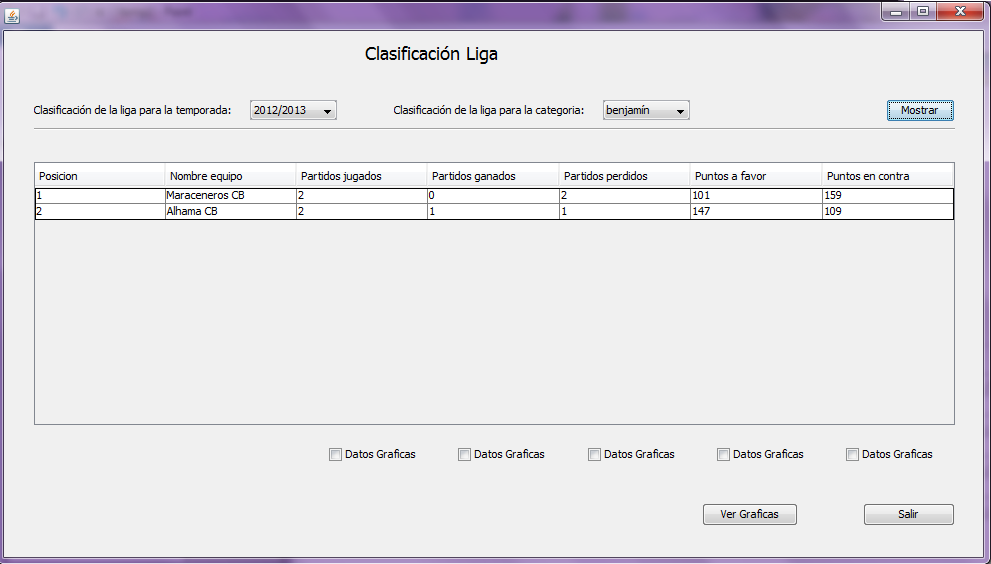 Clasificación Liga
Clasificación de la liga para la temporada: 2012/2013 Clasificación de la liga para la categoria: benjamín Mostrar
Posicion Nombre equipo Partidos jugados Partidos ganados Partidos perdidos Puntos a favor Puntos en contra
1 Maraceneros CB 2 0 2 101 159
2 Alhama CB 2 1 1 147 109
Datos Graficas Datos Graficas Datos Graficas Datos Graficas Datos Graficas
Ver Graficas Salir